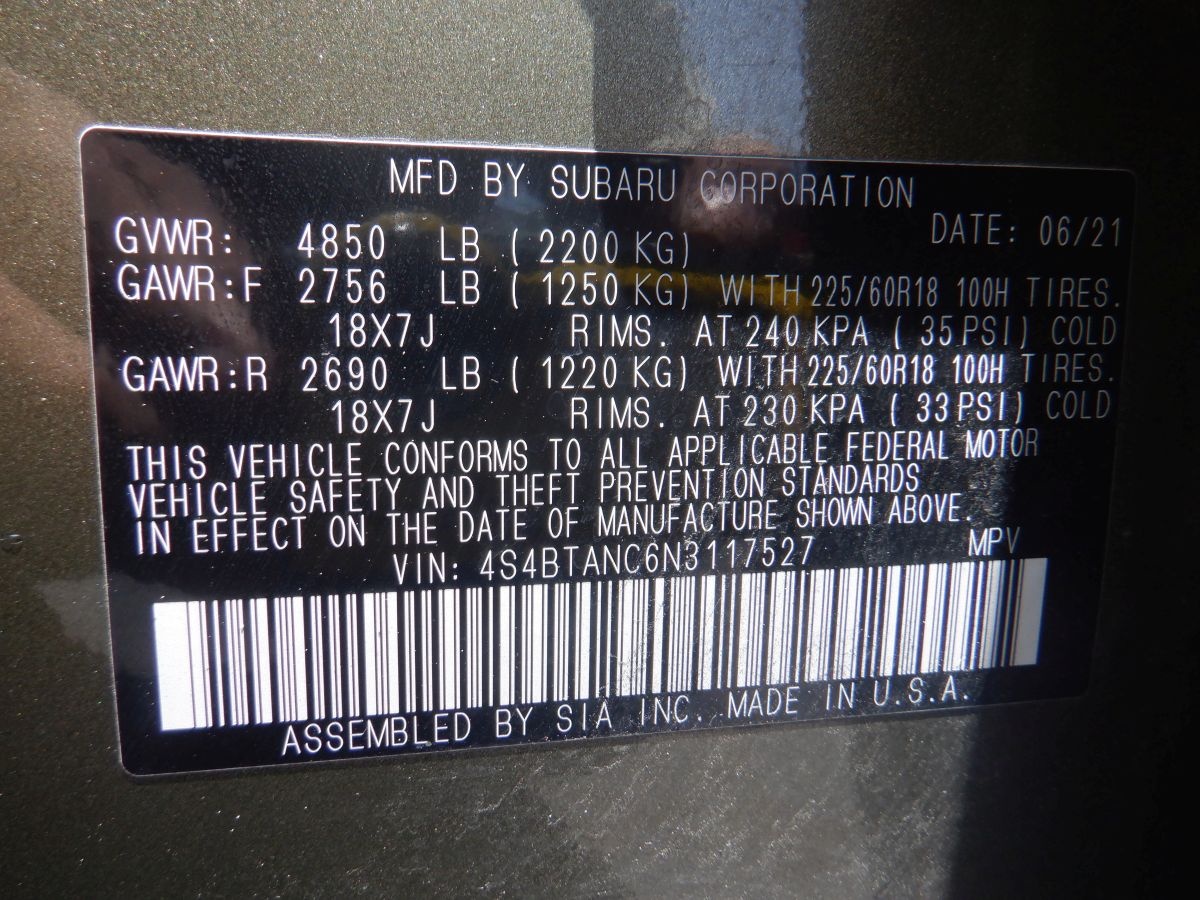 MFD BY SUBARU CORPORATION
DATE: 06/21
GVWR: 4850 LB ( 2200 KG)
GAWR:F 2756 LB ( 1250 KG) WITH 225/60R18 100H TIRES.
18X7J RIMS. AT 240 KPA ( 35 PSI) COLD
GAWR:R 2690 LB ( 1220 KG) WITH 225/60R18 100H TIRES.
18X7J RIMS. AT 230 KPA ( 33 PSI) COLD
THIS VEHICLE CONFORMS TO ALL APPLICABLE FEDERAL MOTOR
VEHICLE SAFETY AND THEFT PREVENTION STANDARDS
IN EFFECT ON THE DATE OF MANUFACTURE SHOWN ABOVE.
VIN: 4S4BTANC6N3117527 MPV
ASSEMBLED BY SIA INC. MADE IN U.S.A.